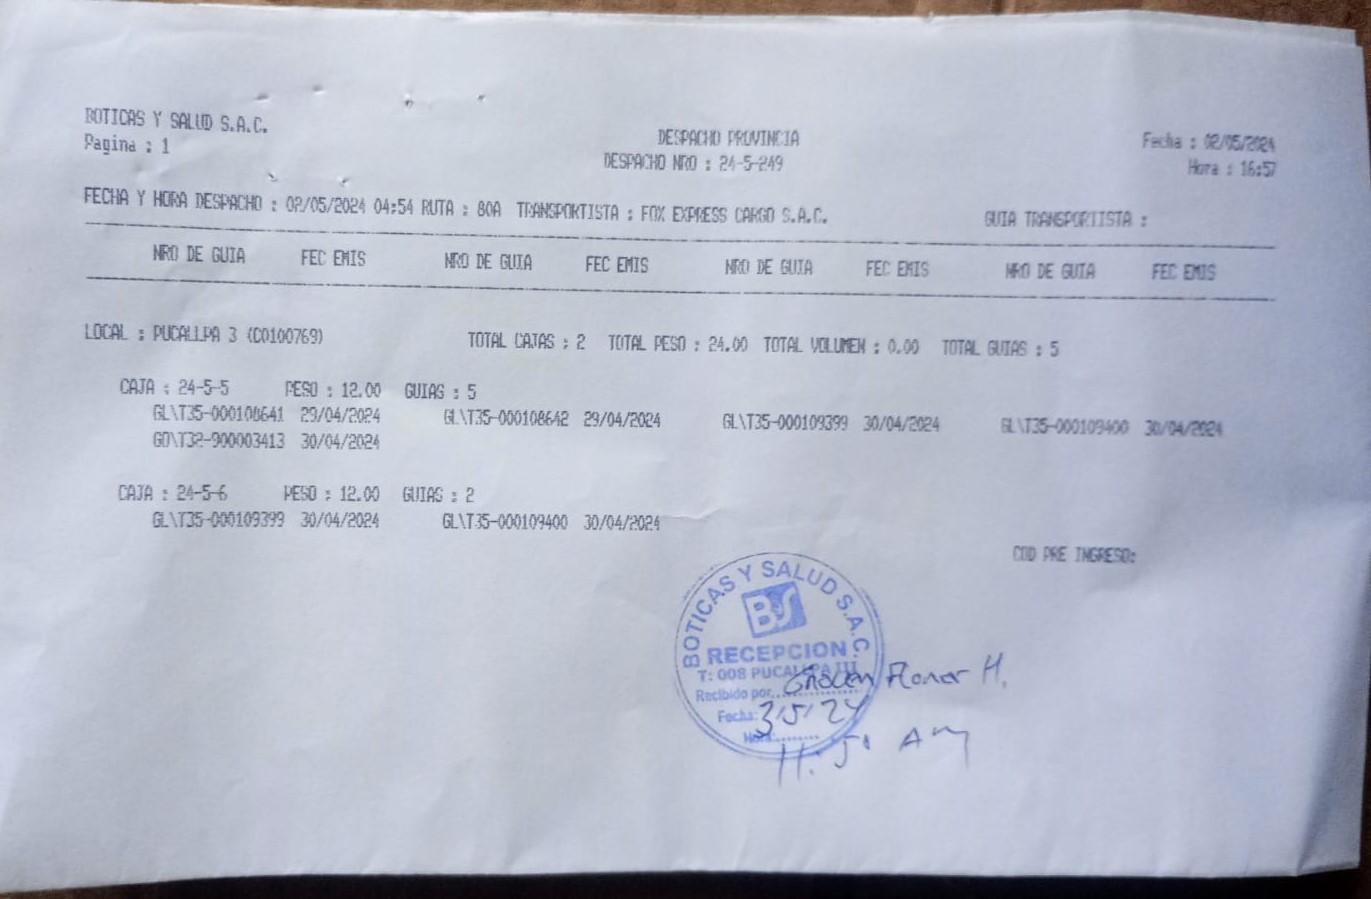 BOTICAS Y SALUD S.A.C.
Pagina : 1
DESPACHO PROVINCIA
DESPACHO NRO : 24-5-249
Fecha : 02/05/2024
Hora : 16:57
FECHA Y HORA DESPACHO : 02/05/2024 04:54 RUTA : 80A TRANSPORTISTA : FOX EXPRESS CARGO S.A.C. GUIA TRANSPORTISTA :
NRO DE GUIA FEC EMIS NRO DE GUIA FEC EMIS NRO DE GUIA FEC EMIS NRO DE GUIA FEC EMIS
LOCAL : PUCALLPA 3 (C0100769) TOTAL CAJAS : 2 TOTAL PESO : 24.00 TOTAL VOLUMEN : 0.00 TOTAL GUIAS : 5
CAJA : 24-5-5 PESO : 12.00 GUIAS : 5
GL\T35-000108641 29/04/2024 GL\T35-000108642 29/04/2024 GL\T35-000109399 30/04/2024 GL\T35-000109400 30/04/2024
GO\T32-900003413 30/04/2024
CAJA : 24-5-6 PESO : 12.00 GUIAS : 2
GL\T35-000109399 30/04/2024 GL\T35-000109400 30/04/2024
COD PRE INGRESO:
BOTICAS Y SALUD S.A.C.
BS
RECEPCION
T: 008 PUCALLPA III
Recibido por.......... H.
Fecha: 3/5/24
Hora:........
11:50 AM